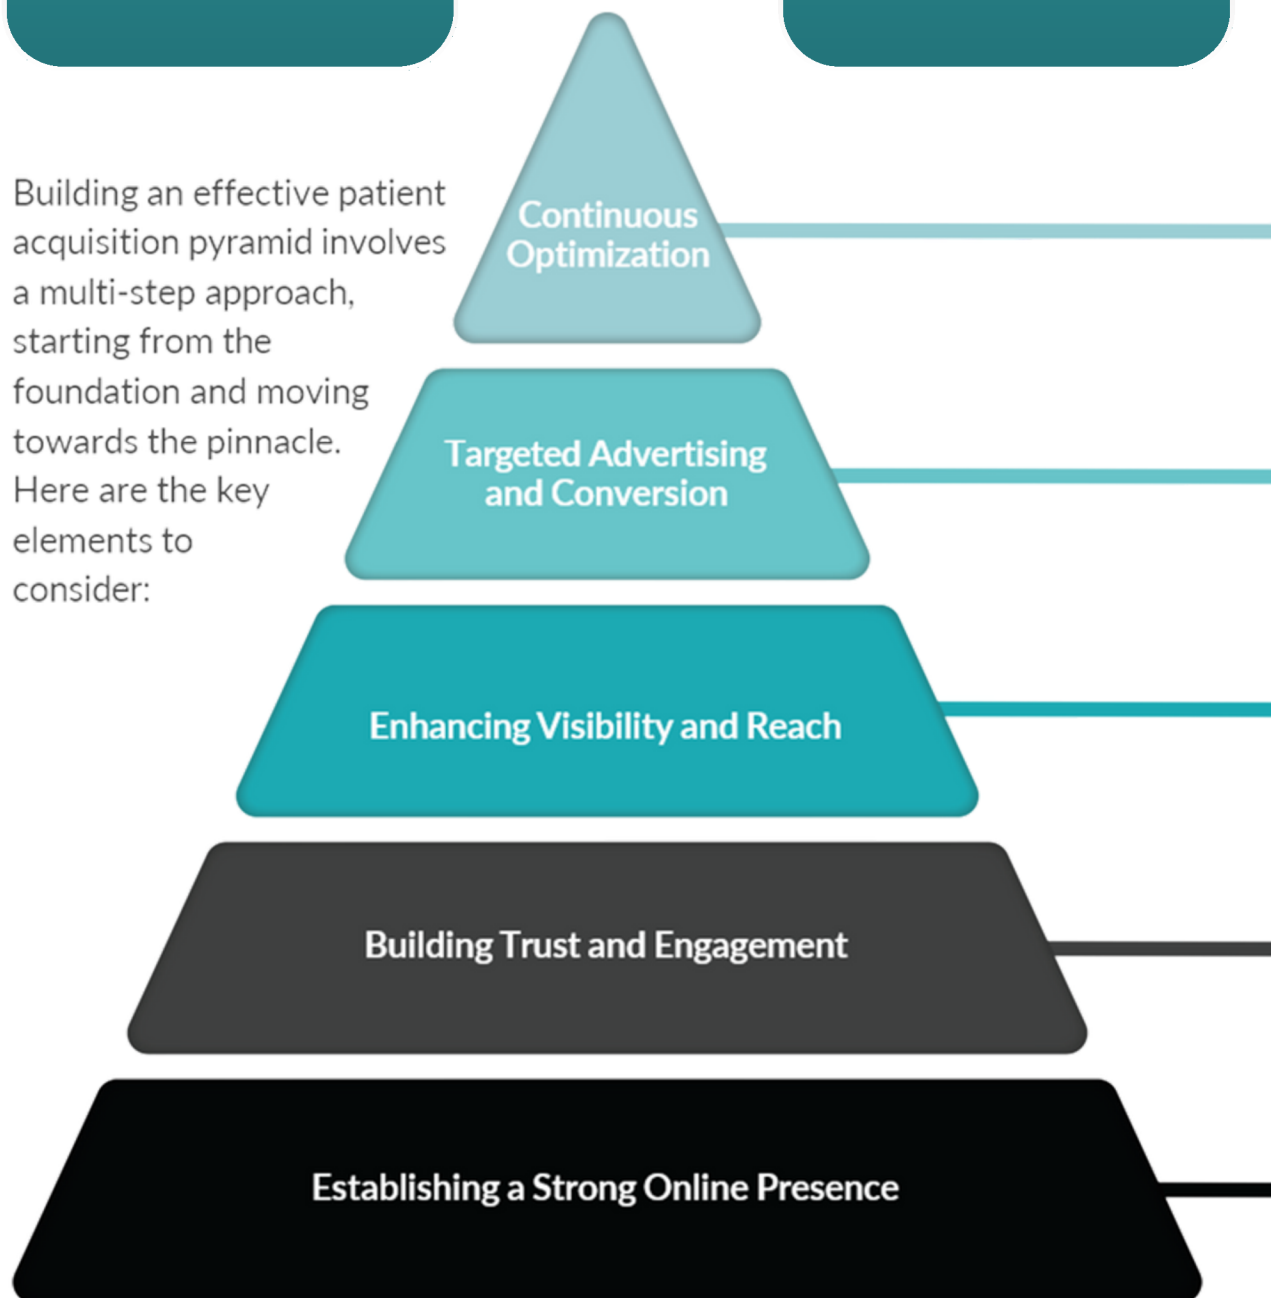 Building an effective patient
acquisition pyramid involves
a multi-step approach,
starting from the
foundation and moving
towards the pinnacle.
Here are the key
elements to
consider:
Continuous
Optimization
Targeted Advertising
and Conversion
Enhancing Visibility and Reach
Building Trust and Engagement
Establishing a Strong Online Presence